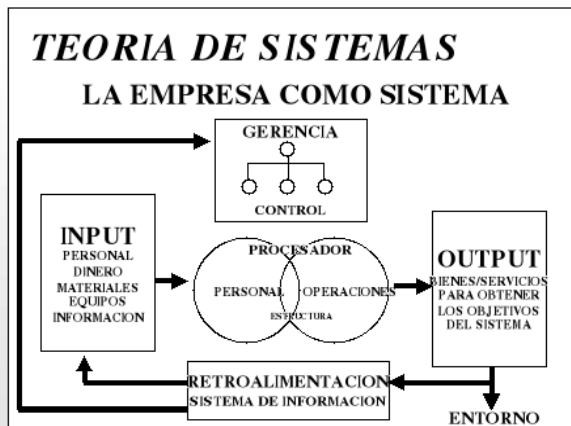 TEORIA DE SISTEMAS
LA EMPRESA COMO SISTEMA
GERENCIA
CONTROL
INPUT
PERSONAL
DINERO
MATERIALES
EQUIPOS
INFORMACION
PROCESADOR
PERSONAL
OPERACIONES
ESTRUCTURA
OUTPUT
BIENES/SERVICIOS
PARA OBTENER
LOS OBJETIVOS
DEL SISTEMA
RETROALIMENTACION
SISTEMA DE INFORMACION
ENTORNO